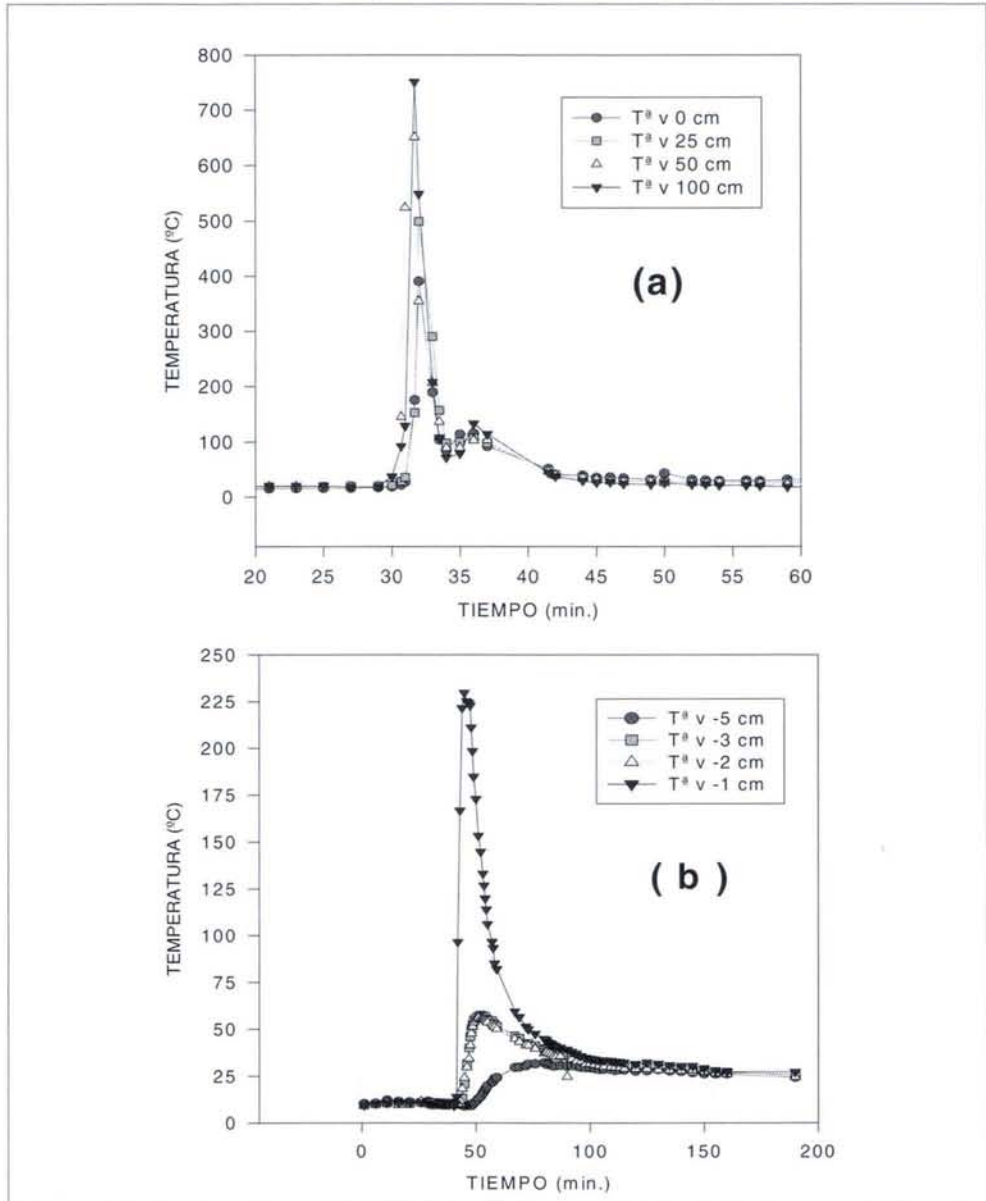 800
700
600
500
400
300
200
100
0
TEMPERATURA (ºC)
Tª v 0 cm
Tª v 25 cm
Tª v 50 cm
Tª v 100 cm
(a)
20 25 30 35 40 45 50 55 60
TIEMPO (min.)
250
225
200
175
150
125
100
75
50
25
0
TEMPERATURA (ºC)
Tª v -5 cm
Tª v -3 cm
Tª v -2 cm
Tª v -1 cm
( b )
0 50 100 150 200
TIEMPO (min.)